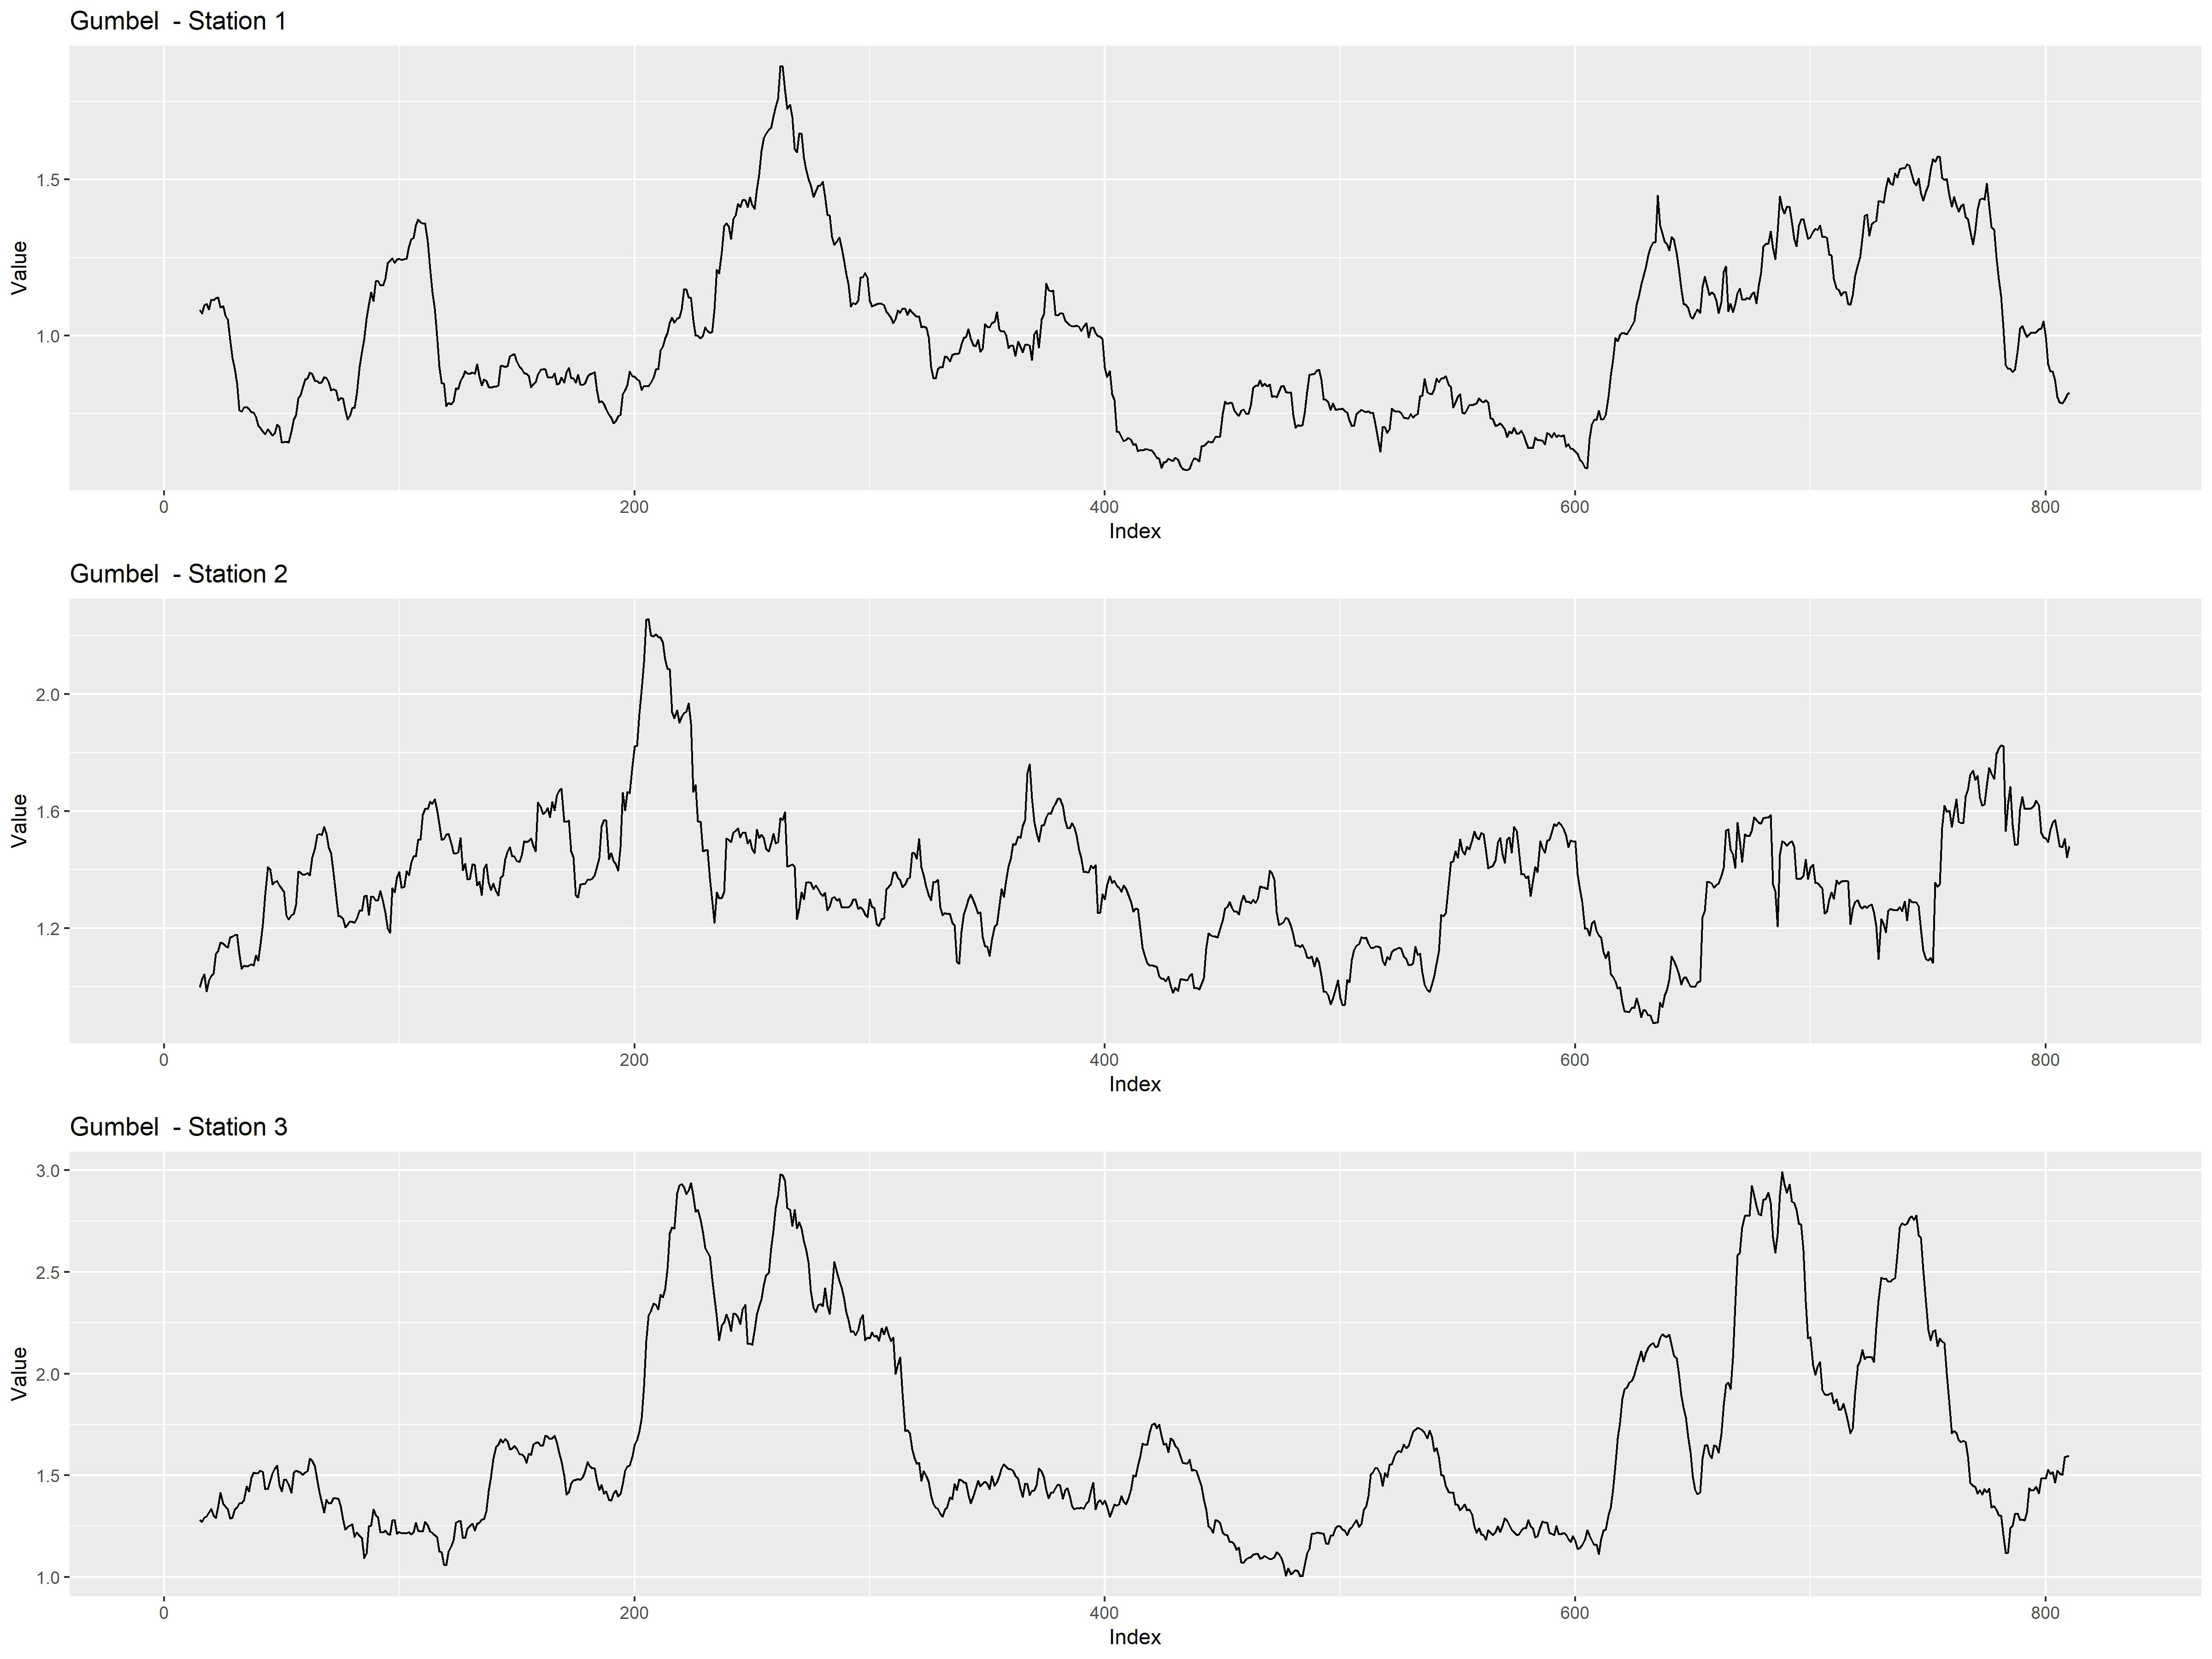 Gumbel  - Station 1
Value
1.5
1.0
0 200 400 600 800
Index
Gumbel  - Station 2
Value
2.0
1.6
1.2
0 200 400 600 800
Index
Gumbel  - Station 3
Value
3.0
2.5
2.0
1.5
1.0
0 200 400 600 800
Index